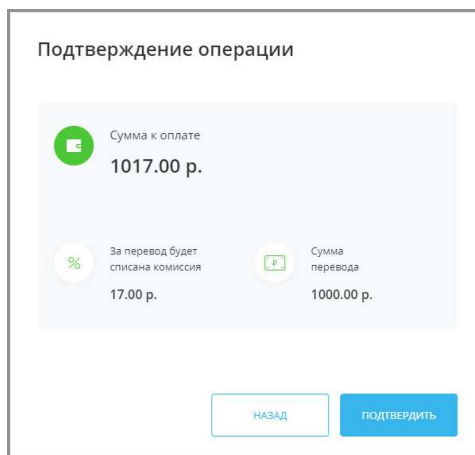 Подтверждение операции
Сумма к оплате
1017.00 р.
За перевод будет
списана комиссия
17.00 р.
%
Сумма
перевода
1000.00 р.
₽
НАЗАД
ПОДТВЕРДИТЬ